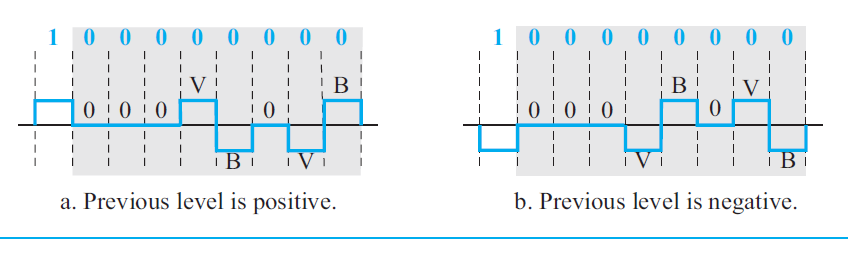 1 0 0 0 0 0 0 0 0
V B
0 0 0 0
B V
a. Previous level is positive.
1 0 0 0 0 0 0 0 0
B V
0 0 0 0
V B
b. Previous level is negative.